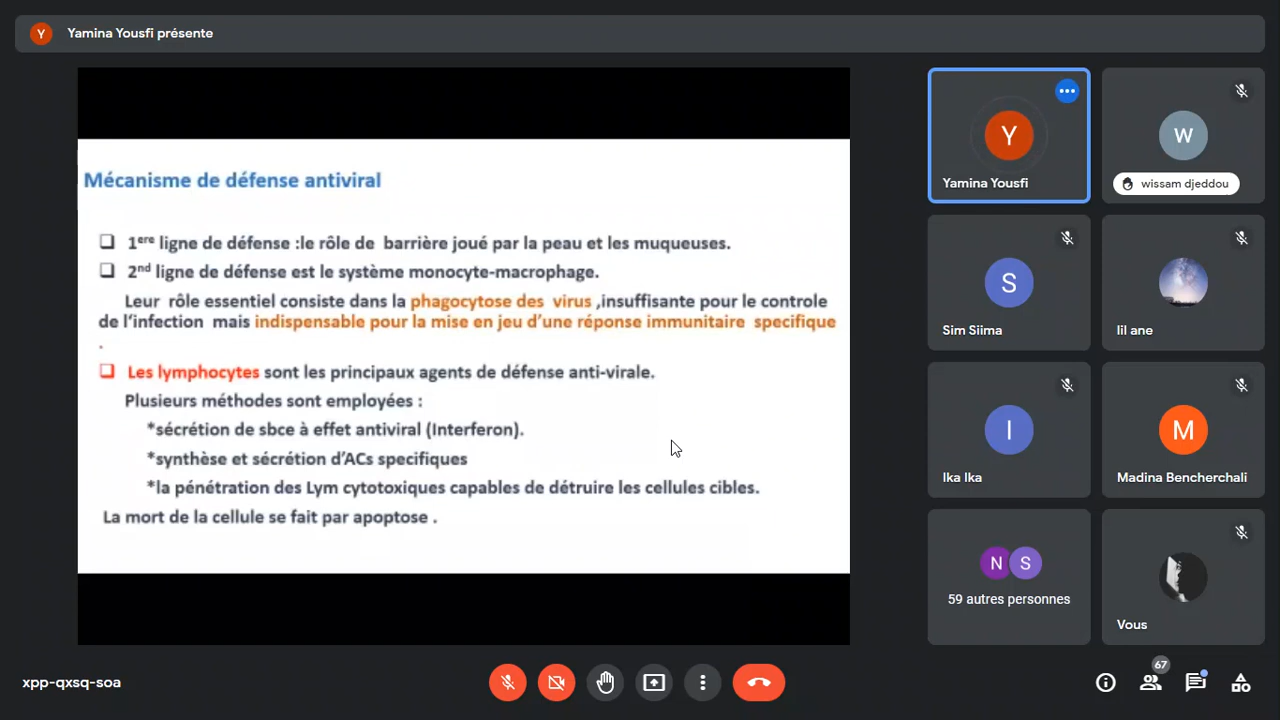 Y Yamina Yousfi présente
Mécanisme de défense antiviral
1ere ligne de défense :le rôle de barrière joué par la peau et les muqueuses.
2nd ligne de défense est le système monocyte-macrophage.
Leur rôle essentiel consiste dans la phagocytose des virus ,insuffisante pour le controle
de l'infection mais indispensable pour la mise en jeu d'une réponse immunitaire specifique
.
Les lymphocytes sont les principaux agents de défense anti-virale.
Plusieurs méthodes sont employées :
*sécrétion de sbce à effet antiviral (Interferon).
*synthèse et sécrétion d'ACs specifiques
*la pénétration des Lym cytotoxiques capables de détruire les cellules cibles.
La mort de la cellule se fait par apoptose .
Y
Yamina Yousfi
W
wissam djeddou
S
Sim Siima
lil ane
I
Ika Ika
M
Madina Bencherchali
N S
59 autres personnes
Vous
xpp-qxsq-soa
67